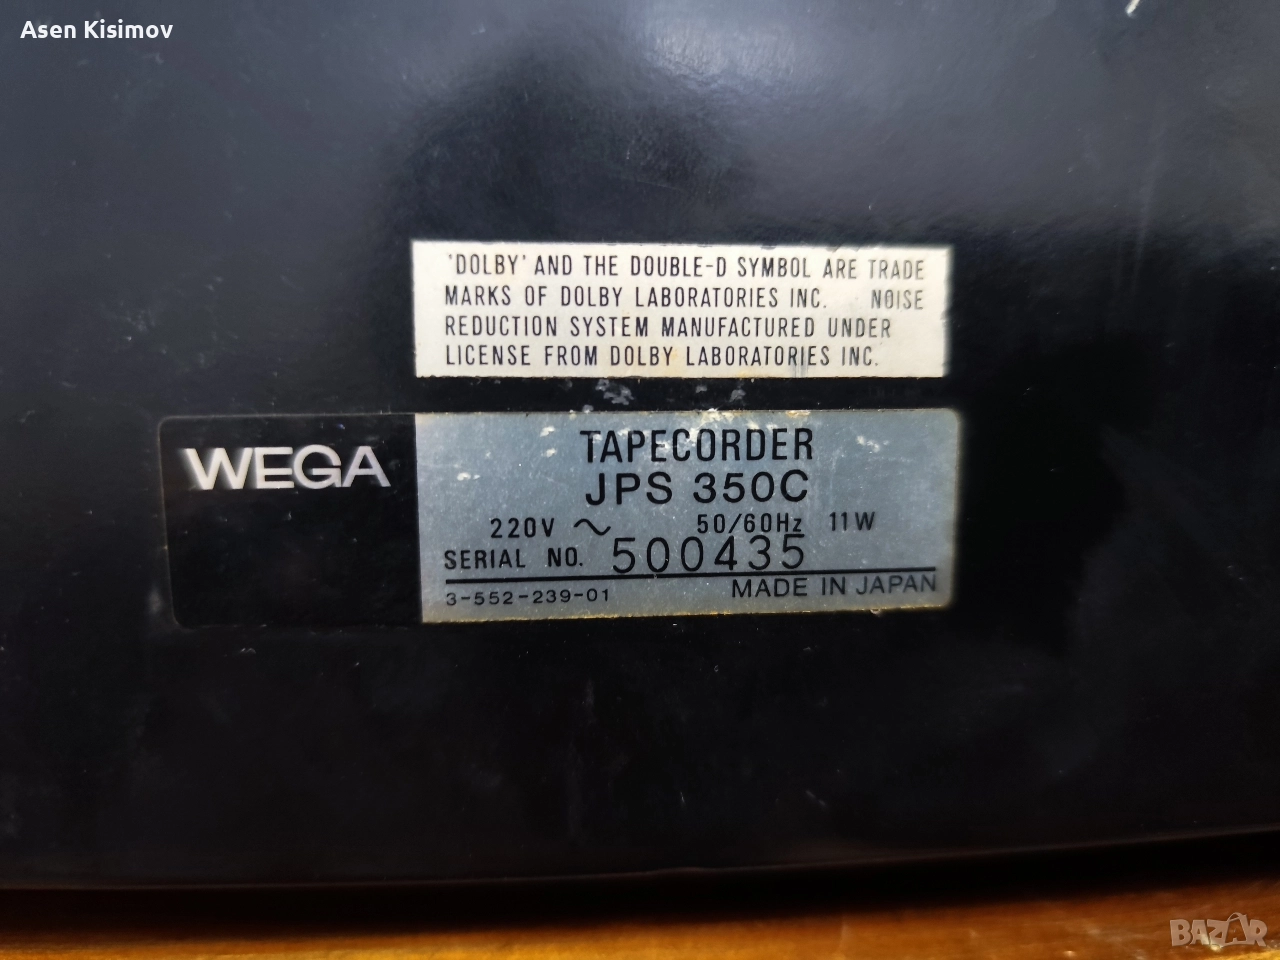 Asen Kisimov
'DOLBY' AND THE DOUBLE-D SYMBOL ARE TRADE
MARKS OF DOLBY LABORATORIES INC. NOISE
REDUCTION SYSTEM MANUFACTURED UNDER
LICENSE FROM DOLBY LABORATORIES INC.
WEGA
TAPECORDER
JPS 350C
220V ~ 50/60Hz 11W
SERIAL NO. 500435
3-552-239-01 MADE IN JAPAN
BAZAR